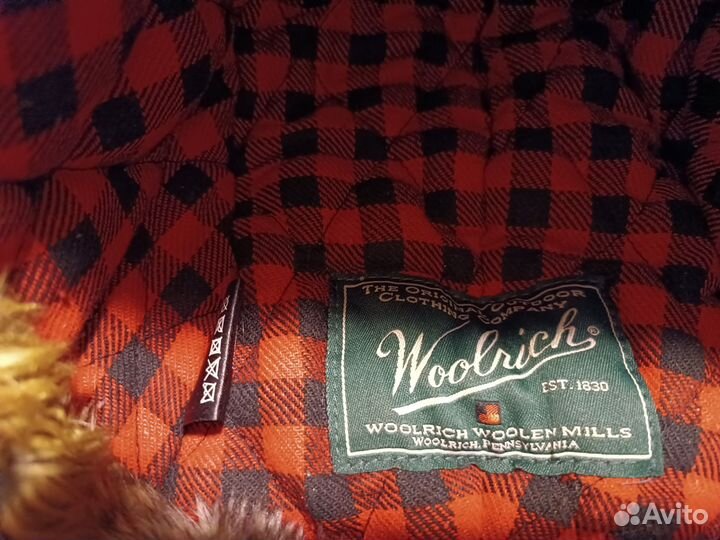 The Original Outdoor
Clothing Company
Woolrich®
EST. 1830
Woolrich Woolen Mills
Woolrich, Pennsylvania
Avito